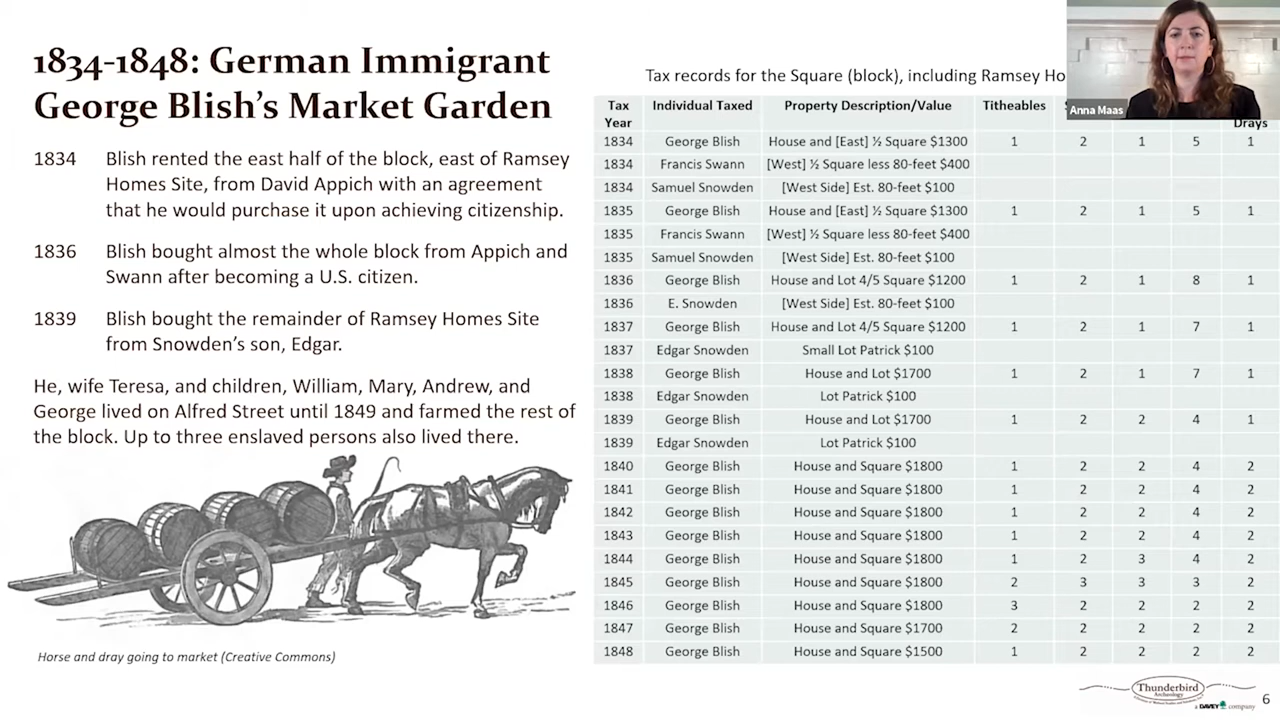 1834-1848: German Immigrant
George Blish's Market Garden
1834 Blish rented the east half of the block, east of Ramsey
Homes Site, from David Appich with an agreement
that he would purchase it upon achieving citizenship.
1836 Blish bought almost the whole block from Appich and
Swann after becoming a U.S. citizen.
1839 Blish bought the remainder of Ramsey Homes Site
from Snowden's son, Edgar.
He, wife Teresa, and children, William, Mary, Andrew, and
George lived on Alfred Street until 1849 and farmed the rest of
the block. Up to three enslaved persons also lived there.
Horse and dray going to market (Creative Commons)
Tax records for the Square (block), including Ramsey Ho
Anna Maas
Tax Individual Taxed Property Description/Value Titheables
Year Drays
1834 George Blish House and [East] ½ Square $1300 1 2 1 5 1
1834 Francis Swann [West] ½ Square less 80-feet $400
1834 Samuel Snowden [West Side] Est. 80-feet $100
1835 George Blish House and [East] ½ Square $1300 1 2 1 5 1
1835 Francis Swann [West] ½ Square less 80-feet $400
1835 Samuel Snowden [West Side] Est. 80-feet $100
1836 George Blish House and Lot 4/5 Square $1200 1 2 1 8 1
1836 E. Snowden [West Side] Est. 80-feet $100
1837 George Blish House and Lot 4/5 Square $1200 1 2 1 7 1
1837 Edgar Snowden Small Lot Patrick $100
1838 George Blish House and Lot $1700 1 2 1 7 1
1838 Edgar Snowden Lot Patrick $100
1839 George Blish House and Lot $1700 1 2 2 4 1
1839 Edgar Snowden Lot Patrick $100
1840 George Blish House and Square $1800 1 2 2 4 2
1841 George Blish House and Square $1800 1 2 2 4 2
1842 George Blish House and Square $1800 1 2 2 4 2
1843 George Blish House and Square $1800 1 2 2 4 2
1844 George Blish House and Square $1800 1 2 3 4 2
1845 George Blish House and Square $1800 2 3 3 3 2
1846 George Blish House and Square $1800 3 2 2 2 2
1847 George Blish House and Square $1700 2 2 2 2 2
1848 George Blish House and Square $1500 1 2 2 2 2
Thunderbird
Archeology
a DAVEY company
6